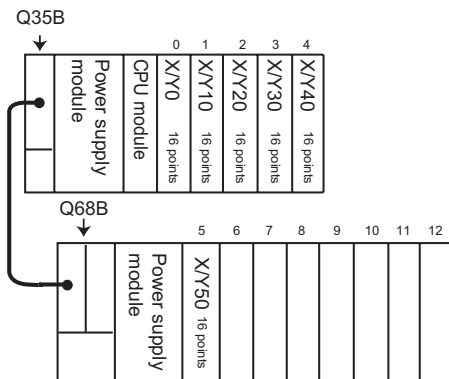 Q35B
0 1 2 3 4
Power supply
module
CPU module
X/Y0 16 points
X/Y10 16 points
X/Y20 16 points
X/Y30 16 points
X/Y40 16 points
Q68B
5 6 7 8 9 10 11 12
Power supply
module
X/Y50 16 points